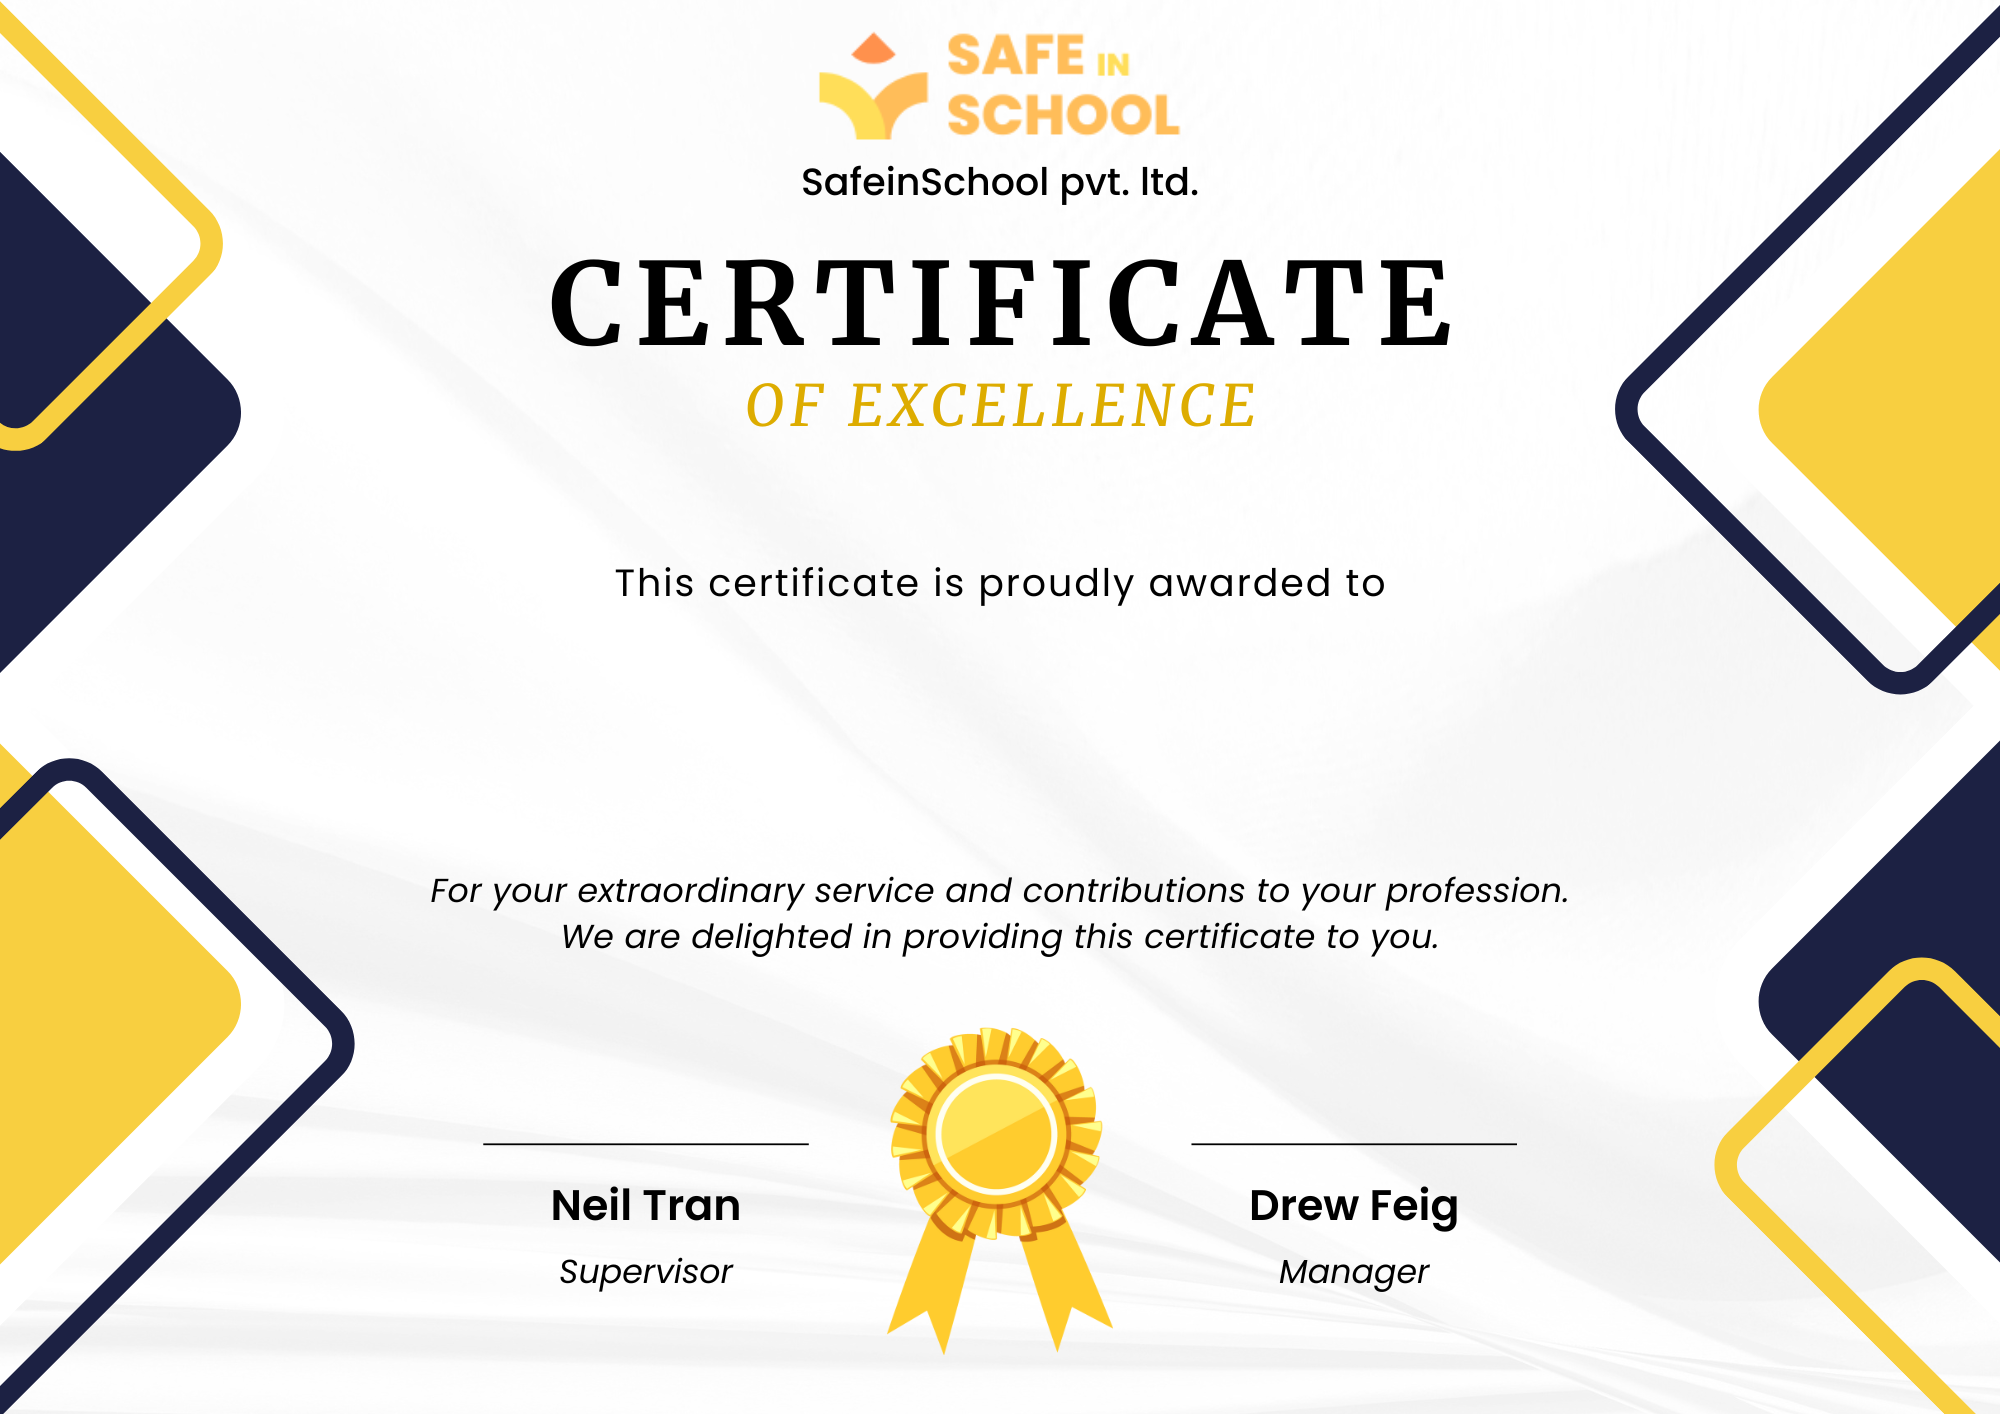 SAFE IN
SCHOOL
SafeinSchool pvt. ltd.
CERTIFICATE
OF EXCELLENCE
This certificate is proudly awarded to
For your extraordinary service and contributions to your profession.
We are delighted in providing this certificate to you.
Neil Tran
Supervisor
Drew Feig
Manager